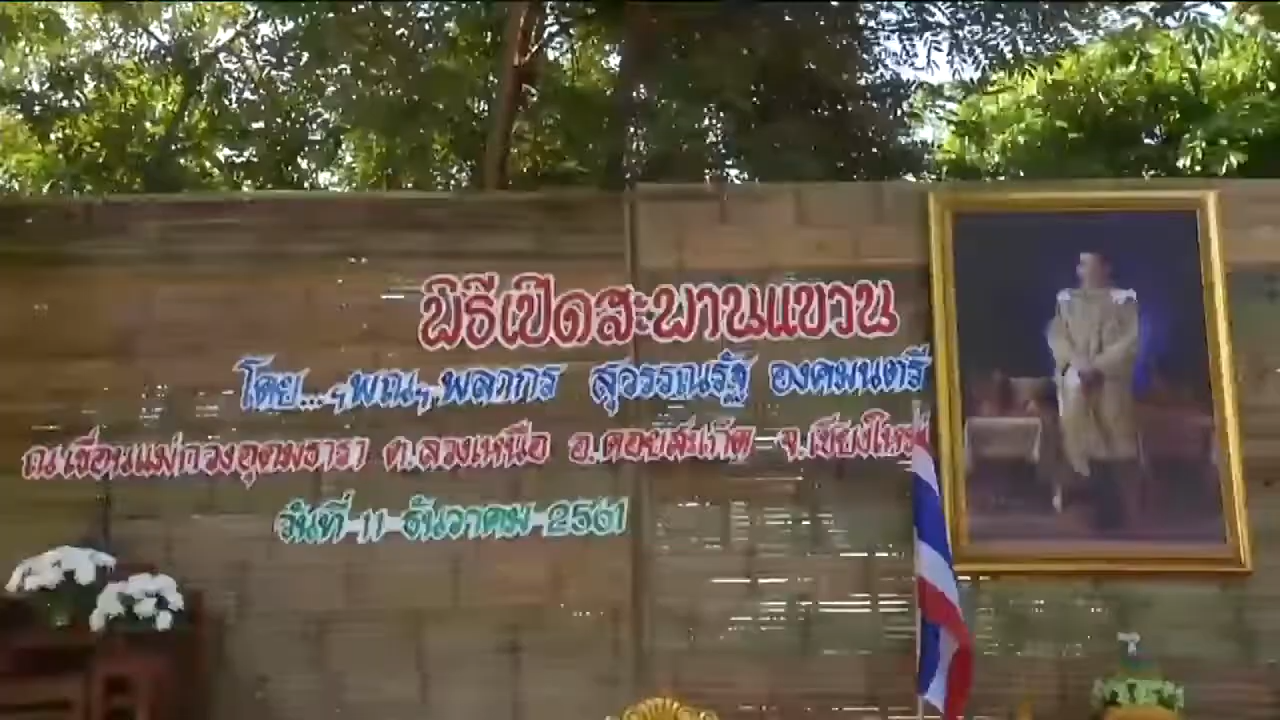 พิธีเปิดสะพานแขวน
โดย...ฯพณฯ พลากร สุวรรณรัฐ องคมนตรี
ณ เขื่อนแม่กวงอุดมธารา ต.ลวงเหนือ อ.ดอยสะเก็ด จ.เชียงใหม่
วันที่ 11 ธันวาคม 2561